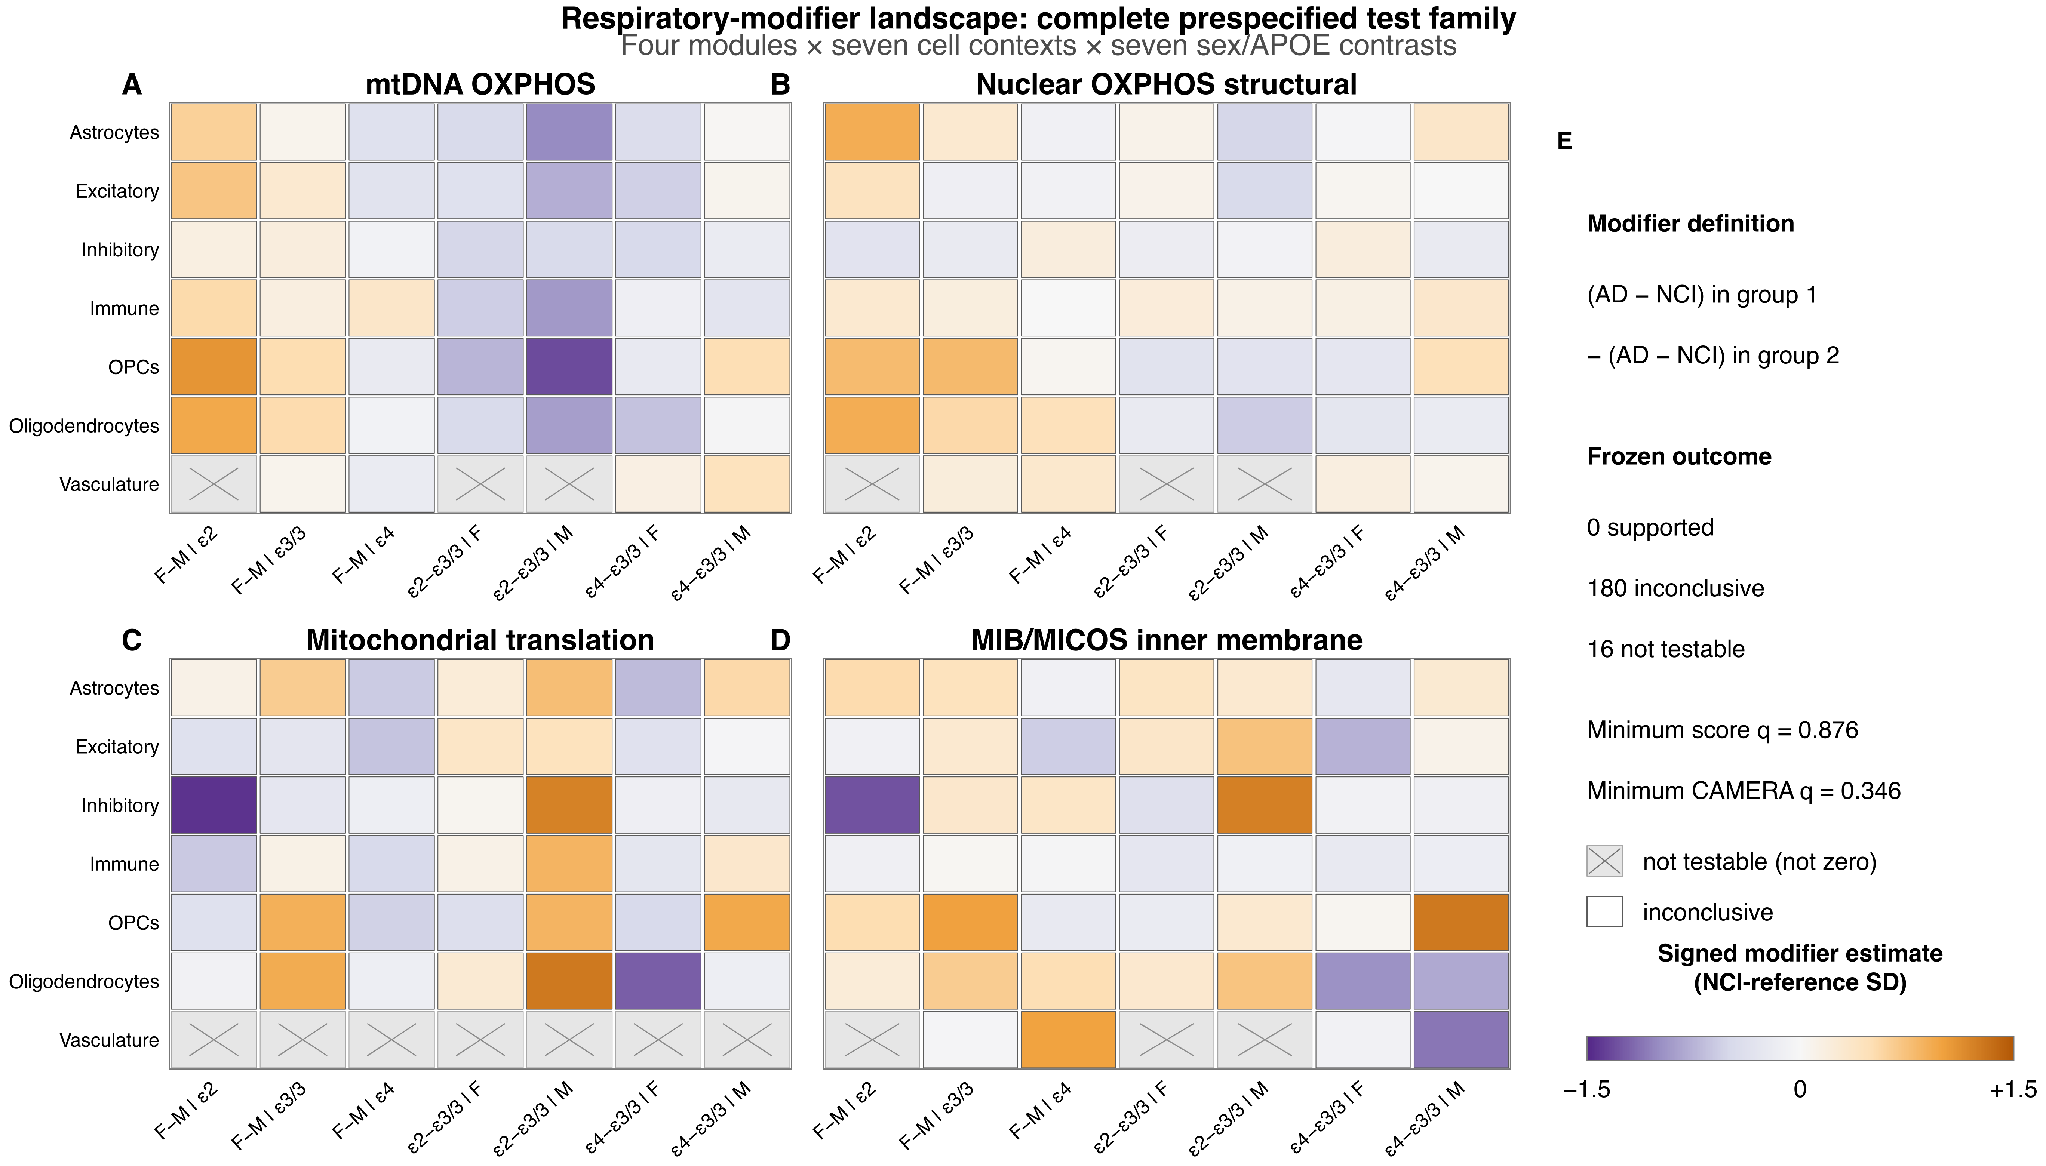 Respiratory-modifier landscape: complete prespecified test family
Four modules × seven cell contexts × seven sex/APOE contrasts
A
mtDNA OXPHOS
Astrocytes
Excitatory
Inhibitory
Immune
OPCs
Oligodendrocytes
Vasculature
F−M | ε2
F−M | ε3/3
F−M | ε4
ε2−ε3/3 | F
ε2−ε3/3 | M
ε4−ε3/3 | F
ε4−ε3/3 | M
B
Nuclear OXPHOS structural
F−M | ε2
F−M | ε3/3
F−M | ε4
ε2−ε3/3 | F
ε2−ε3/3 | M
ε4−ε3/3 | F
ε4−ε3/3 | M
C
Mitochondrial translation
Astrocytes
Excitatory
Inhibitory
Immune
OPCs
Oligodendrocytes
Vasculature
F−M | ε2
F−M | ε3/3
F−M | ε4
ε2−ε3/3 | F
ε2−ε3/3 | M
ε4−ε3/3 | F
ε4−ε3/3 | M
D
MIB/MICOS inner membrane
F−M | ε2
F−M | ε3/3
F−M | ε4
ε2−ε3/3 | F
ε2−ε3/3 | M
ε4−ε3/3 | F
ε4−ε3/3 | M
E
Modifier definition
(AD − NCI) in group 1
− (AD − NCI) in group 2
Frozen outcome
0 supported
180 inconclusive
16 not testable
Minimum score q = 0.876
Minimum CAMERA q = 0.346
not testable (not zero)
inconclusive
Signed modifier estimate
(NCI-reference SD)
−1.5
0
+1.5